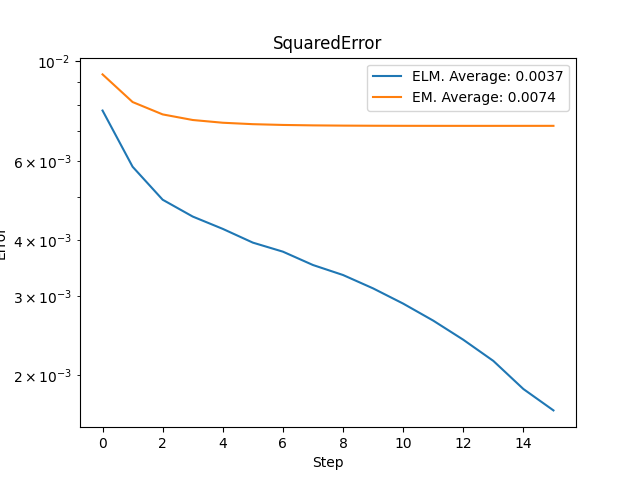 SquaredError
ELM. Average: 0.0037
EM. Average: 0.0074
10⁻²
6 × 10⁻³
4 × 10⁻³
3 × 10⁻³
2 × 10⁻³
Error
0 2 4 6 8 10 12 14
Step